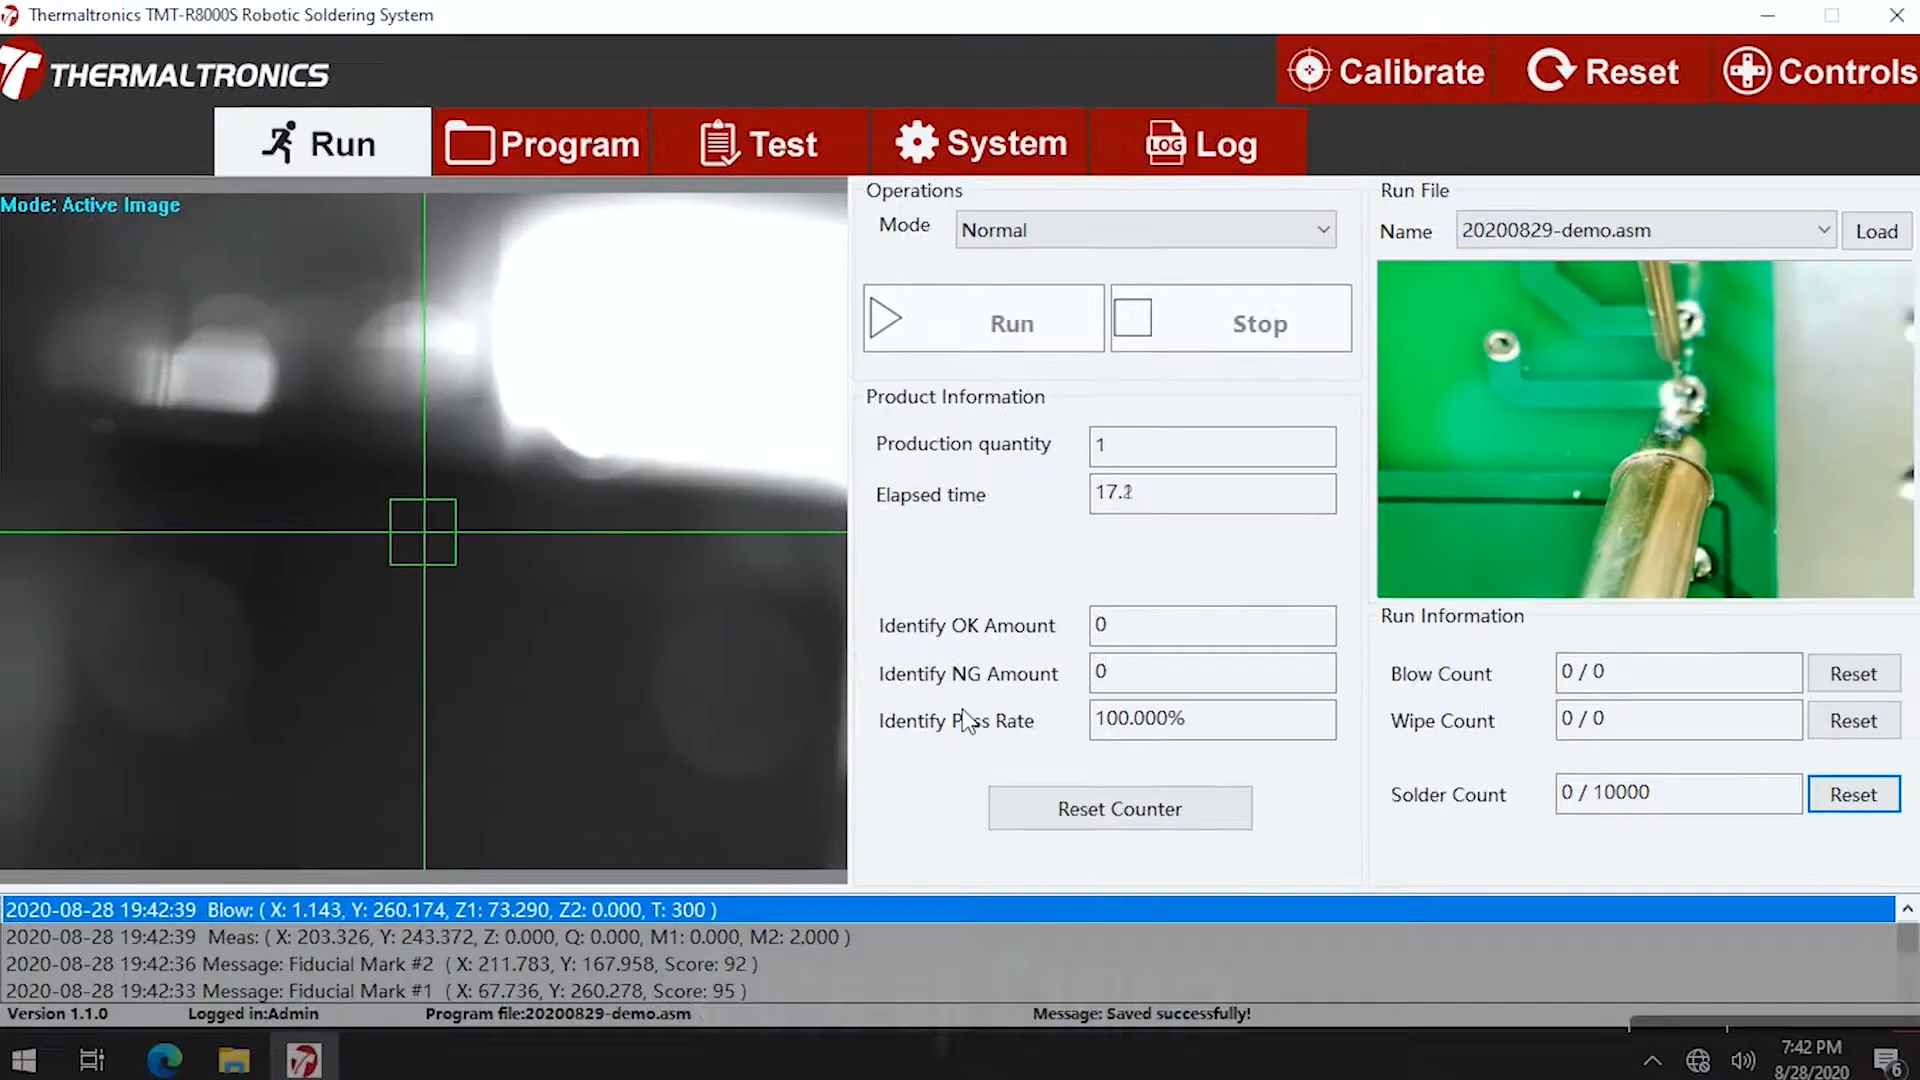 Thermaltronics TMT-R8000S Robotic Soldering System
THERMALTRONICS
Calibrate
Reset
Controls
Run
Program
Test
System
LOG
Log
Mode: Active Image
Operations
Mode
Normal
Run
Stop
Product Information
Production quantity
1
Elapsed time
Identify OK Amount
0
Identify NG Amount
0
Identify Pass Rate
100.000%
Reset Counter
Run File
Name
20200829-demo.asm
Load
Run Information
Blow Count
0 / 0
Reset
Wipe Count
0 / 0
Reset
Solder Count
0 / 10000
Reset
2020-08-28 19:42:39 Blow: ( X: 1.143, Y: 260.174, Z1: 73.290, Z2: 0.000, T: 300 )
2020-08-28 19:42:39 Meas: ( X: 203.326, Y: 243.372, Z: 0.000, Q: 0.000, M1: 0.000, M2: 2.000 )
2020-08-28 19:42:36 Message: Fiducial Mark #2 ( X: 211.783, Y: 167.958, Score: 92 )
2020-08-28 19:42:33 Message: Fiducial Mark #1 ( X: 67.736, Y: 260.278, Score: 95 )
Version 1.1.0
Logged in:Admin
Program file:20200829-demo.asm
Message: Saved successfully!
7:42 PM
8/28/2020
6